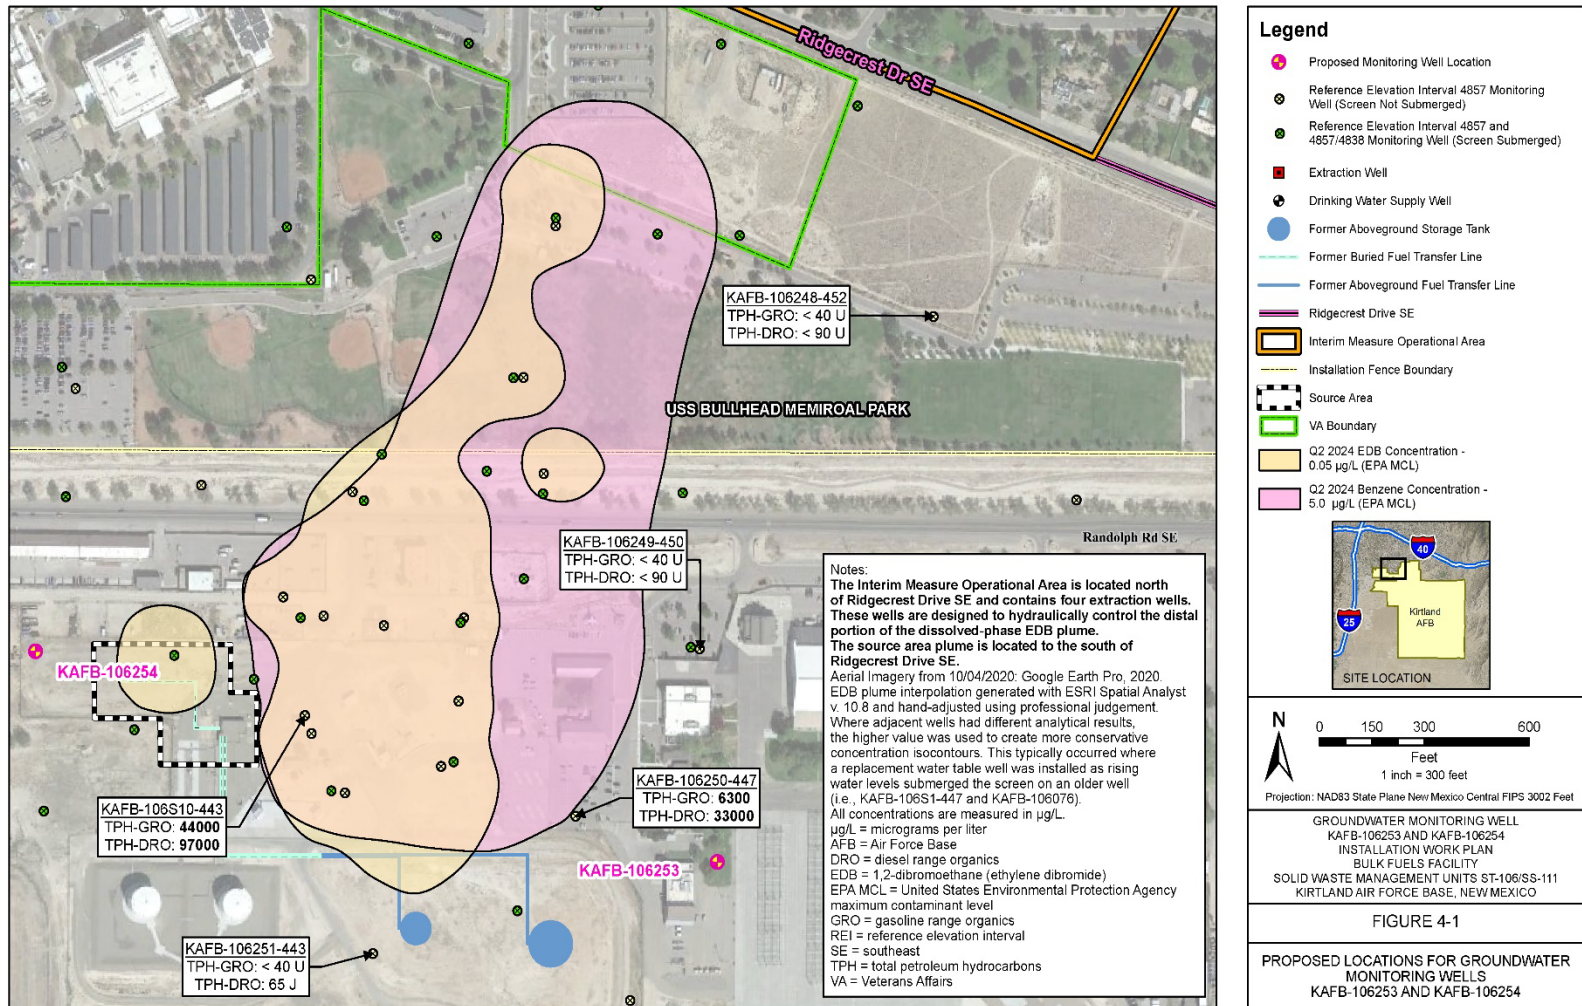 Ridgecrest Dr SE
KAFB-106248-452
TPH-GRO: < 40 U
TPH-DRO: < 90 U
USS BULLHEAD MEMIROAL PARK
Randolph Rd SE
KAFB-106249-450
TPH-GRO: < 40 U
TPH-DRO: < 90 U
KAFB-106254
KAFB-106S10-443
TPH-GRO: 44000
TPH-DRO: 97000
KAFB-106250-447
TPH-GRO: 6300
TPH-DRO: 33000
KAFB-106253
KAFB-106251-443
TPH-GRO: < 40 U
TPH-DRO: 65 J
Notes:
The Interim Measure Operational Area is located north
of Ridgecrest Drive SE and contains four extraction wells.
These wells are designed to hydraulically control the distal
portion of the dissolved-phase EDB plume.
The source area plume is located to the south of
Ridgecrest Drive SE.
Aerial Imagery from 10/04/2020: Google Earth Pro, 2020.
EDB plume interpolation generated with ESRI Spatial Analyst
v. 10.8 and hand-adjusted using professional judgement.
Where adjacent wells had different analytical results,
the higher value was used to create more conservative
concentration isocontours. This typically occurred where
a replacement water table well was installed as rising
water levels submerged the screen on an older well
(i.e., KAFB-106S1-447 and KAFB-106076).
All concentrations are measured in µg/L.
µg/L = micrograms per liter
AFB = Air Force Base
DRO = diesel range organics
EDB = 1,2-dibromoethane (ethylene dibromide)
EPA MCL = United States Environmental Protection Agency
maximum contaminant level
GRO = gasoline range organics
REI = reference elevation interval
SE = southeast
TPH = total petroleum hydrocarbons
VA = Veterans Affairs
Legend
Proposed Monitoring Well Location
Reference Elevation Interval 4857 Monitoring
Well (Screen Not Submerged)
Reference Elevation Interval 4857 and
4857/4838 Monitoring Well (Screen Submerged)
Extraction Well
Drinking Water Supply Well
Former Aboveground Storage Tank
Former Buried Fuel Transfer Line
Former Aboveground Fuel Transfer Line
Ridgecrest Drive SE
Interim Measure Operational Area
Installation Fence Boundary
Source Area
VA Boundary
Q2 2024 EDB Concentration -
0.05 µg/L (EPA MCL)
Q2 2024 Benzene Concentration -
5.0 µg/L (EPA MCL)
40
25
Kirtland
AFB
SITE LOCATION
N
0 150 300 600
Feet
1 inch = 300 feet
Projection: NAD83 State Plane New Mexico Central FIPS 3002 Feet
GROUNDWATER MONITORING WELL
KAFB-106253 AND KAFB-106254
INSTALLATION WORK PLAN
BULK FUELS FACILITY
SOLID WASTE MANAGEMENT UNITS ST-106/SS-111
KIRTLAND AIR FORCE BASE, NEW MEXICO
FIGURE 4-1
PROPOSED LOCATIONS FOR GROUNDWATER
MONITORING WELLS
KAFB-106253 AND KAFB-106254